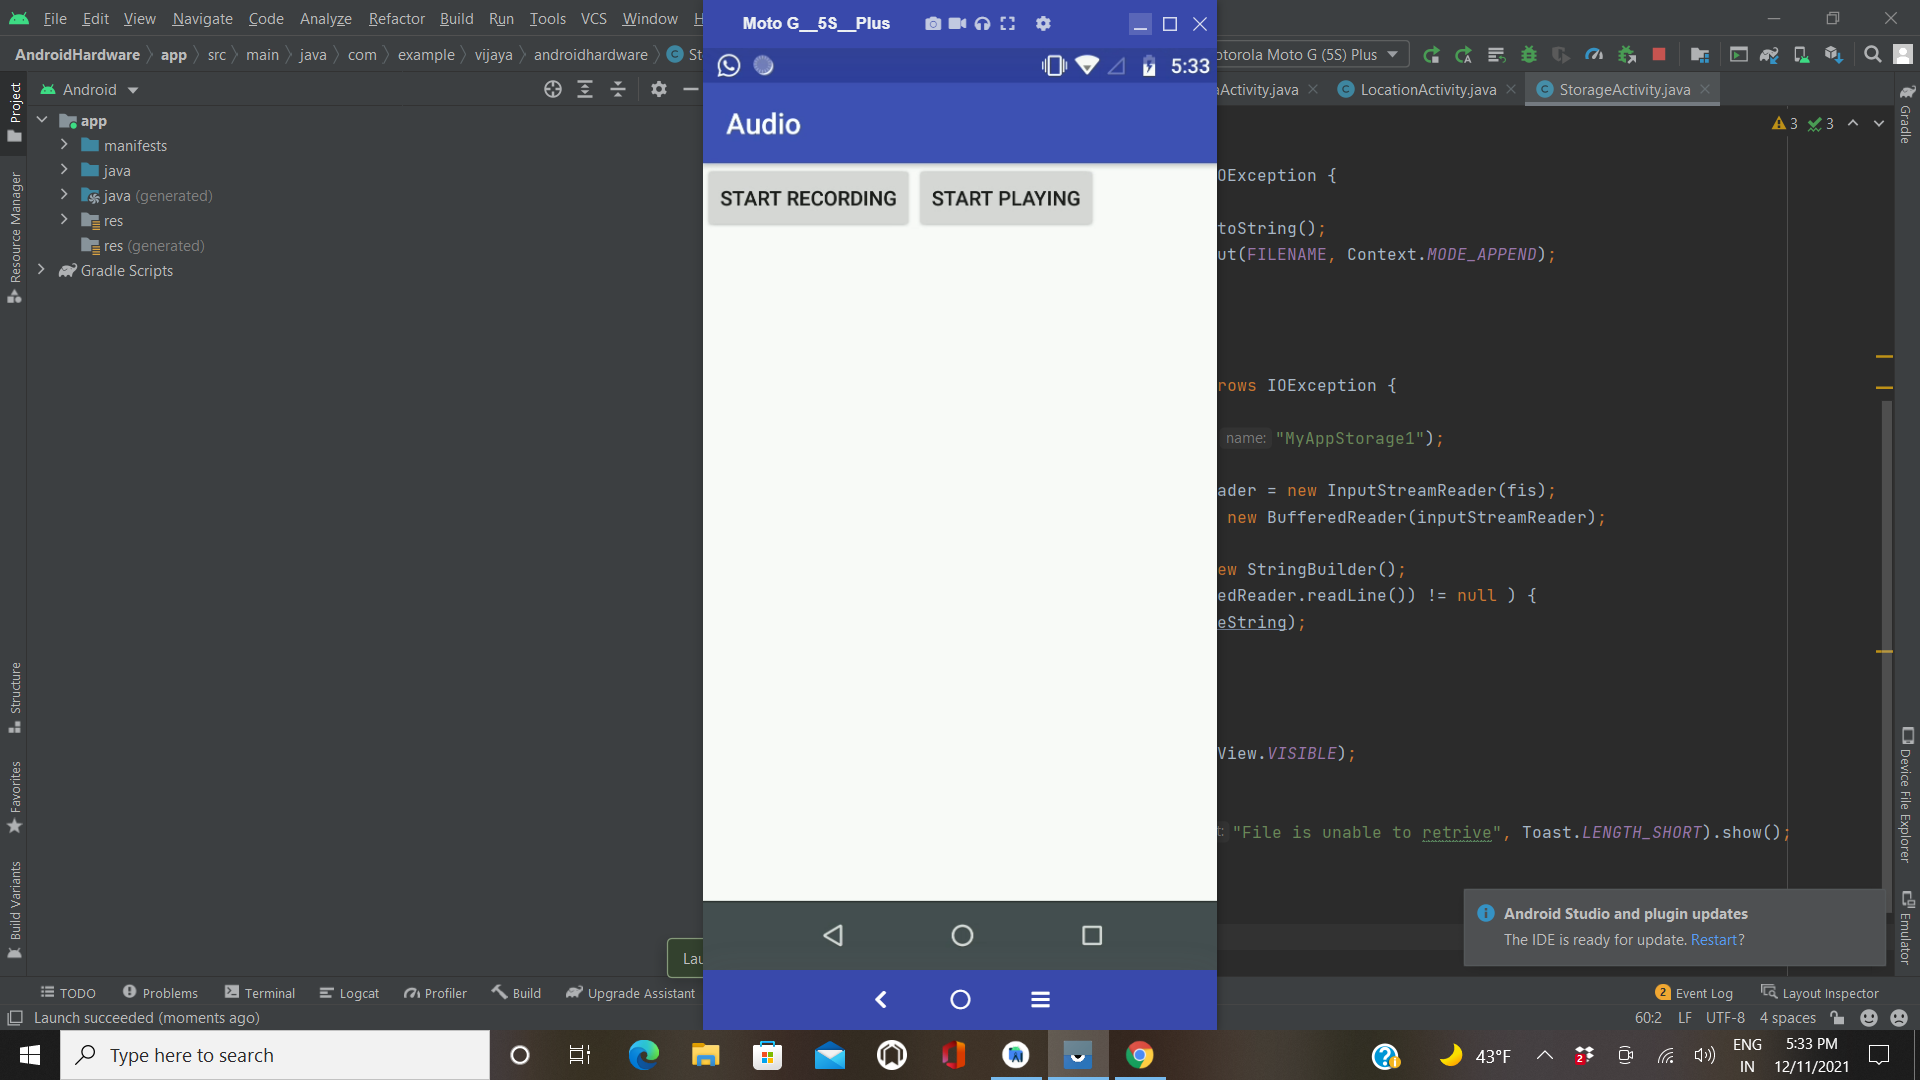 File Edit View Navigate Code Analyze Refactor Build Run Tools VCS Window H
Moto G__5S__Plus
AndroidHardware app src main java com example vijaya androidhardware St
otorola Moto G (5S) Plus
5:33
Android
Activity.java LocationActivity.java StorageActivity.java
Audio
START RECORDING START PLAYING
app
manifests
java
java (generated)
res
res (generated)
Gradle Scripts
Project
Resource Manager
Structure
Favorites
Build Variants
3 3
OException {
toString();
ut(FILENAME, Context.MODE_APPEND);
rows IOException {
name: "MyAppStorage1");
ader = new InputStreamReader(fis);
new BufferedReader(inputStreamReader);
ew StringBuilder();
edReader.readLine()) != null ) {
eString);
View.VISIBLE);
t: "File is unable to retrive", Toast.LENGTH_SHORT).show();
Gradle
Device File Explorer
Emulator
Android Studio and plugin updates
The IDE is ready for update. Restart?
Lau
TODO Problems Terminal Logcat Profiler Build Upgrade Assistant
2 Event Log Layout Inspector
Launch succeeded (moments ago)
60:2 LF UTF-8 4 spaces
Type here to search
2
43°F
ENG
IN
5:33 PM
12/11/2021